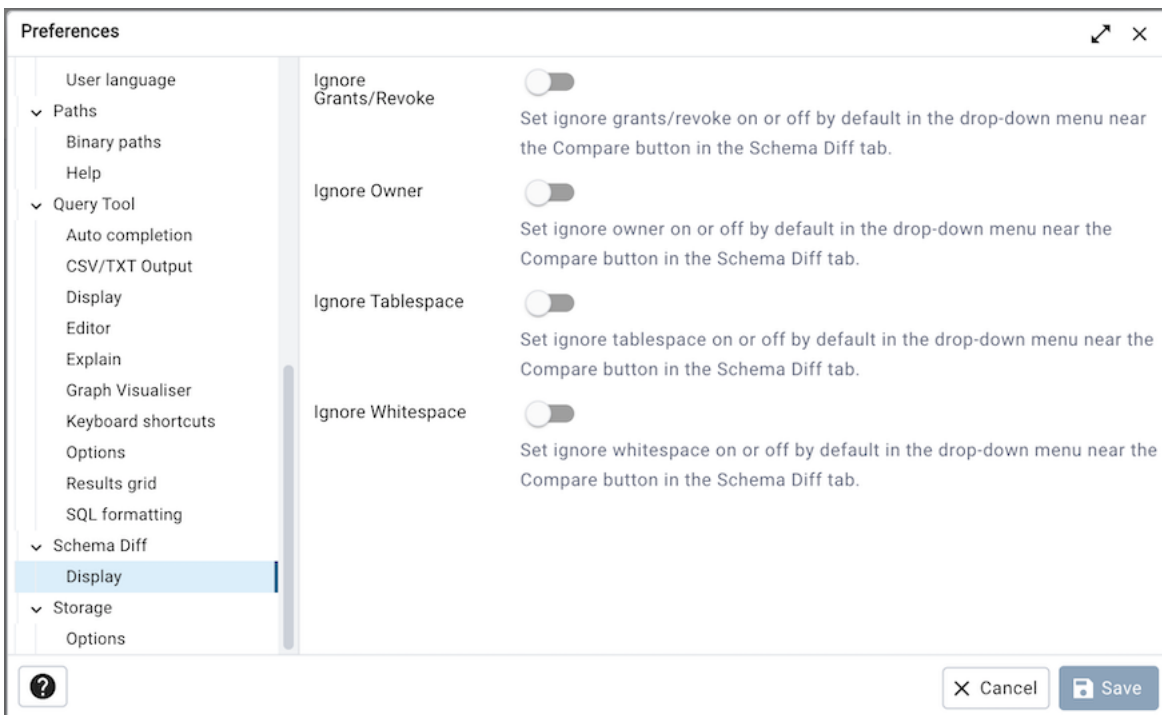 Preferences
User language
Paths
Binary paths
Help
Query Tool
Auto completion
CSV/TXT Output
Display
Editor
Explain
Graph Visualiser
Keyboard shortcuts
Options
Results grid
SQL formatting
Schema Diff
Display
Storage
Options
Ignore
Grants/Revoke
Set ignore grants/revoke on or off by default in the drop-down menu near
the Compare button in the Schema Diff tab.
Ignore Owner
Set ignore owner on or off by default in the drop-down menu near the
Compare button in the Schema Diff tab.
Ignore Tablespace
Set ignore tablespace on or off by default in the drop-down menu near the
Compare button in the Schema Diff tab.
Ignore Whitespace
Set ignore whitespace on or off by default in the drop-down menu near the
Compare button in the Schema Diff tab.
?
Cancel
Save